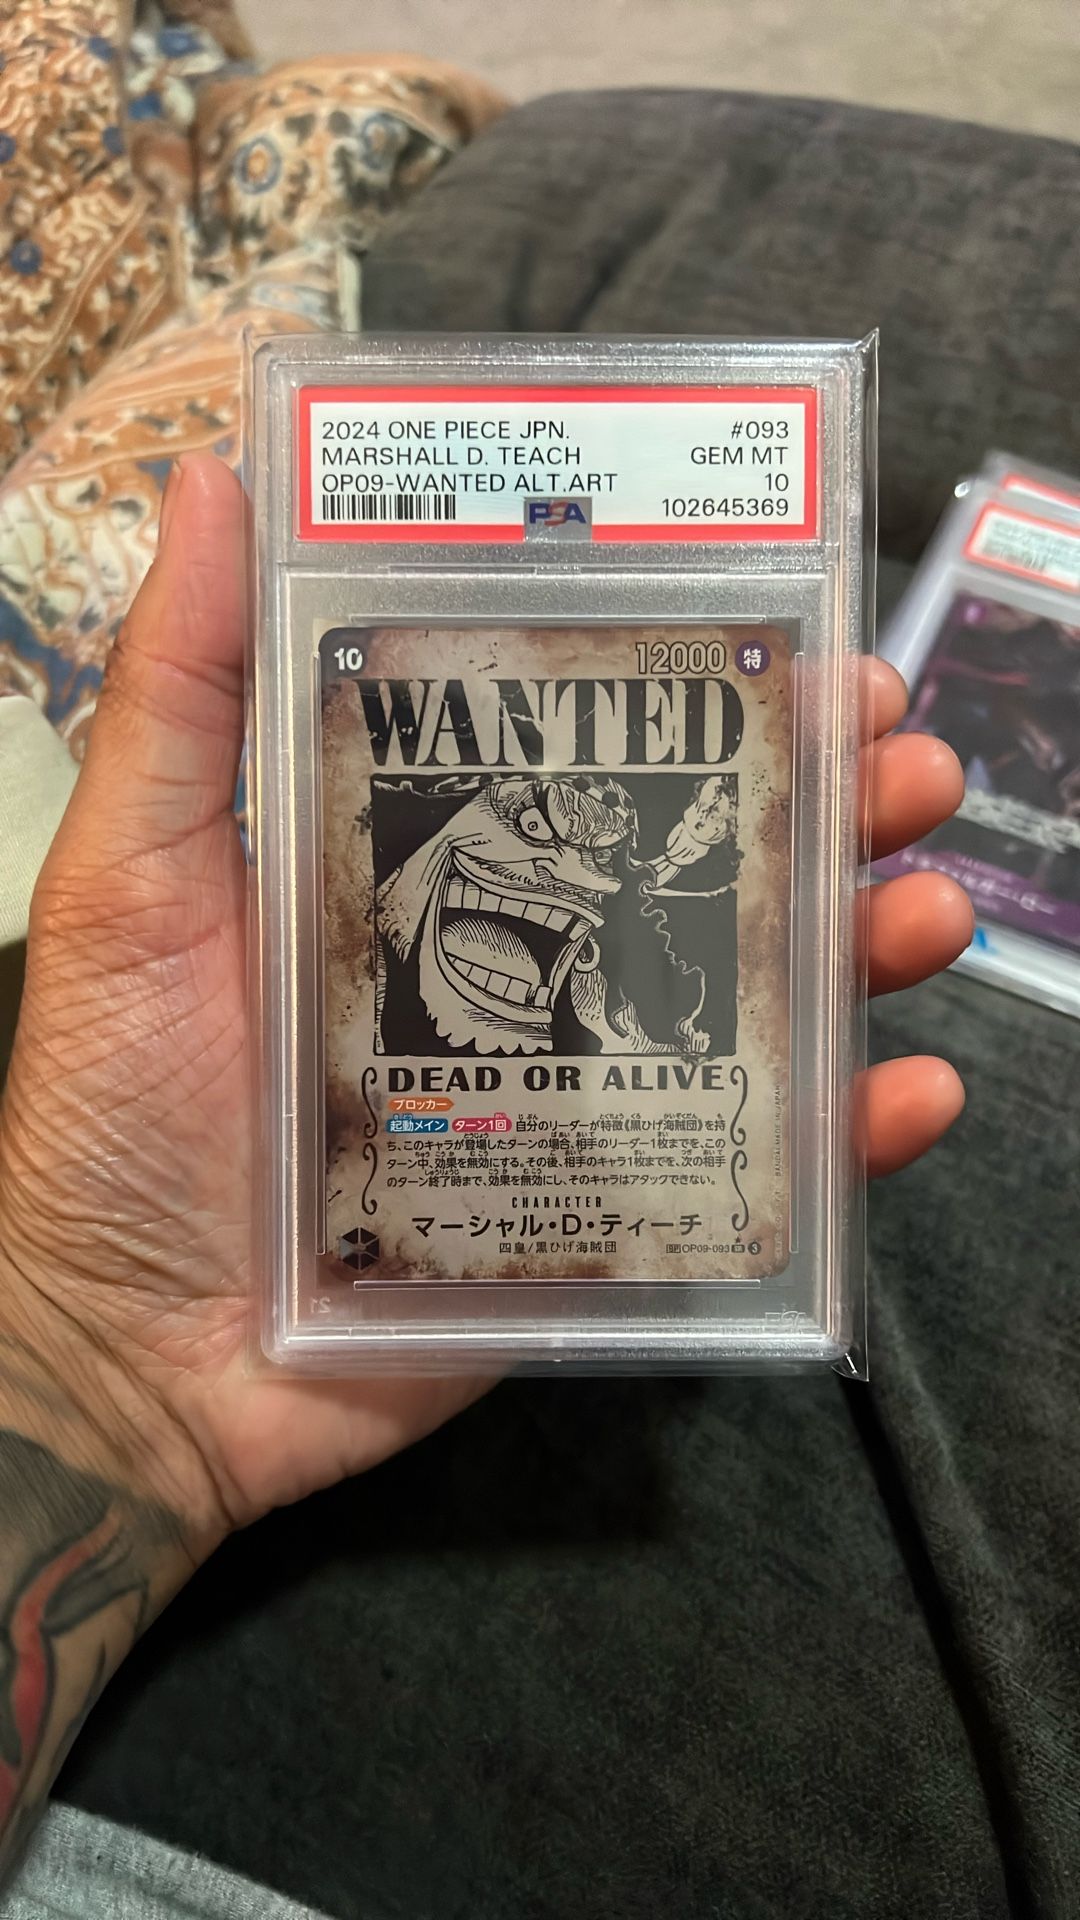 2024 ONE PIECE JPN. #093
MARSHALL D. TEACH GEM MT
OP09-WANTED ALT.ART 10
PSA 102645369
10 12000 特
WANTED
DEAD OR ALIVE
ブロッカー
起動メイン ターン1回 自分のリーダーが特徴《黒ひげ海賊団》を持
ち、このキャラが登場したターンの場合、相手のリーダー1枚までを、この
ターン中、効果を無効にする。その後、相手のキャラ1枚までを、次の相手
のターン終了時まで、効果を無効にし、そのキャラはアタックできない。
CHARACTER
マーシャル・D・ティーチ
四皇/黒ひげ海賊団
SP OP09-093 SR 3